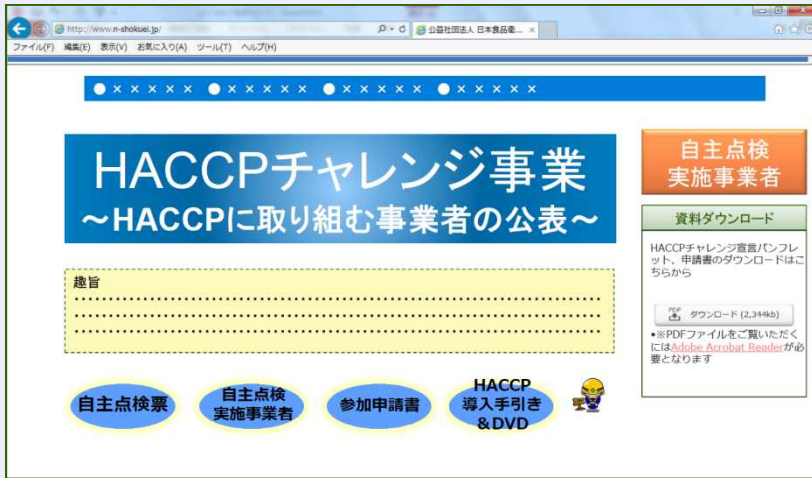 http://www.n-shokuei.jp/
公益社団法人 日本食品衛...
ファイル(F) 編集(E) 表示(V) お気に入り(A) ツール(T) ヘルプ(H)
●××××× ●××××× ●××××× ●×××××
HACCPチャレンジ事業
~HACCPに取り組む事業者の公表~
自主点検
実施事業者
資料ダウンロード
HACCPチャレンジ宣言パンフレ
ット、申請書のダウンロードはこ
ちらから
PDF ダウンロード (2,344kb)
•※PDFファイルをご覧いただく
にはAdobe Acrobat Readerが必
要となります
趣旨
自主点検票
自主点検
実施事業者
参加申請書
HACCP
導入手引き
&DVD